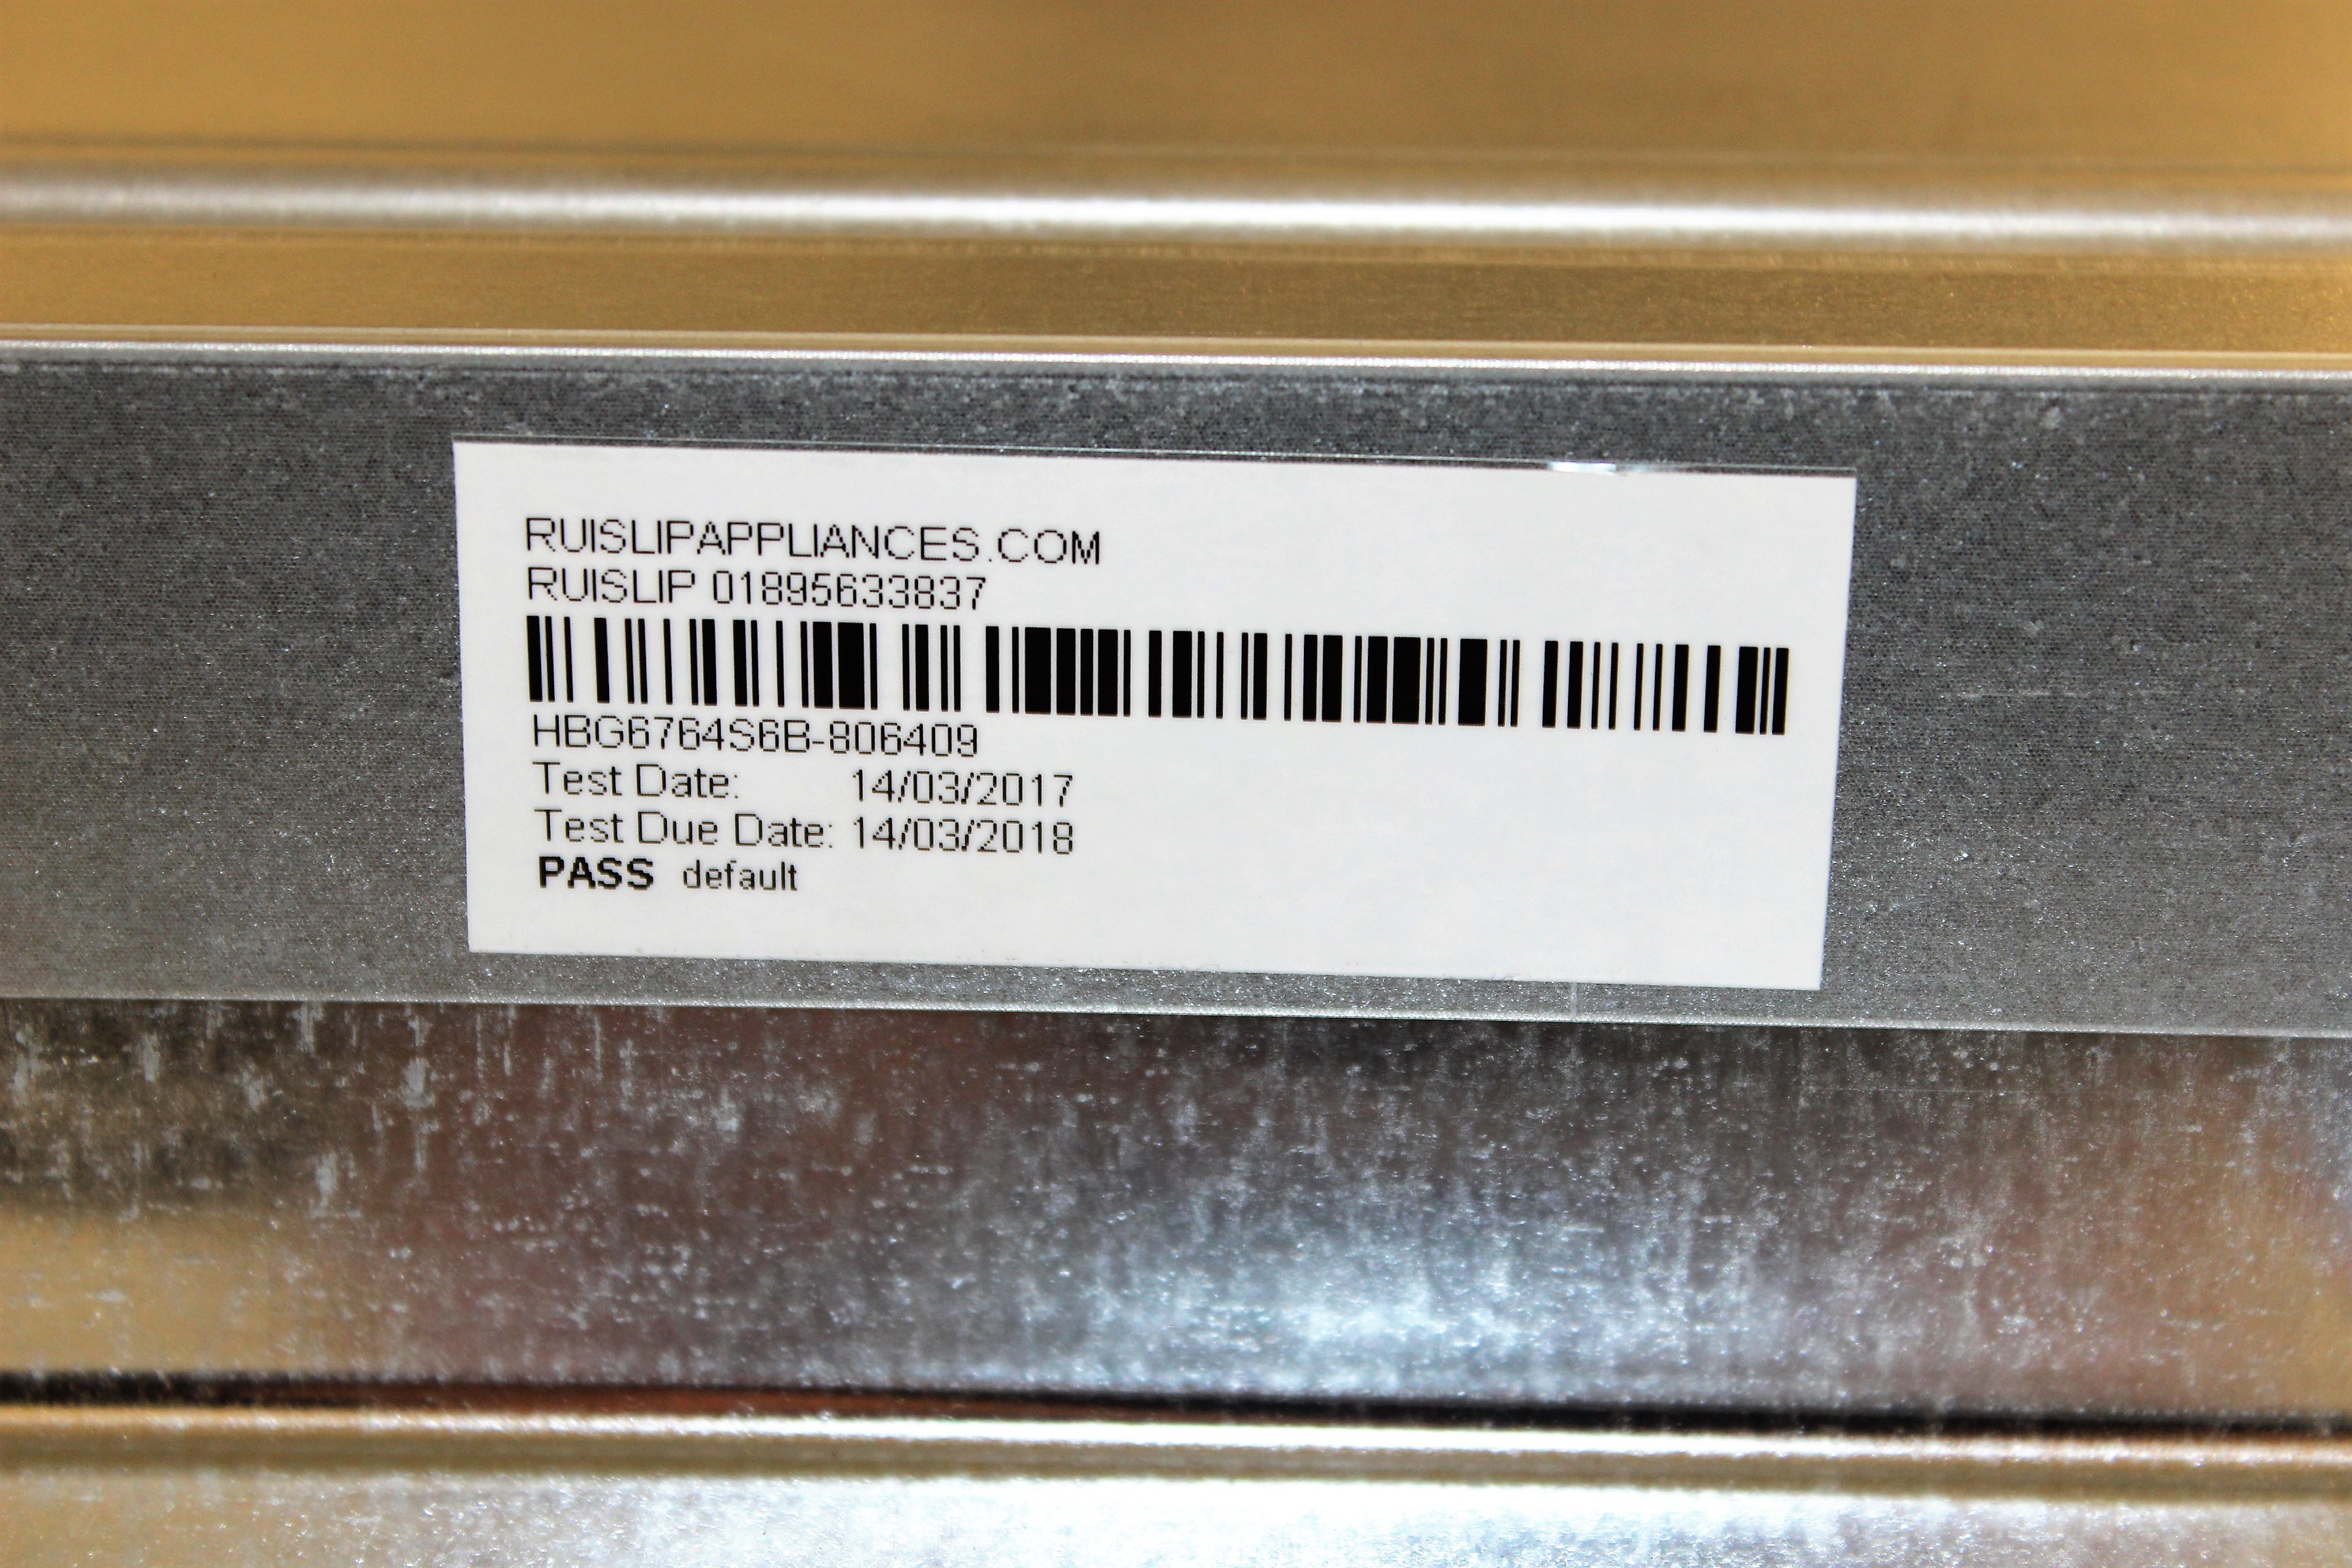 RUISLIPAPPLIANCES.COM
RUISLIP 01895633837
HBG6764S6B-806409
Test Date: 14/03/2017
Test Due Date: 14/03/2018
PASS default